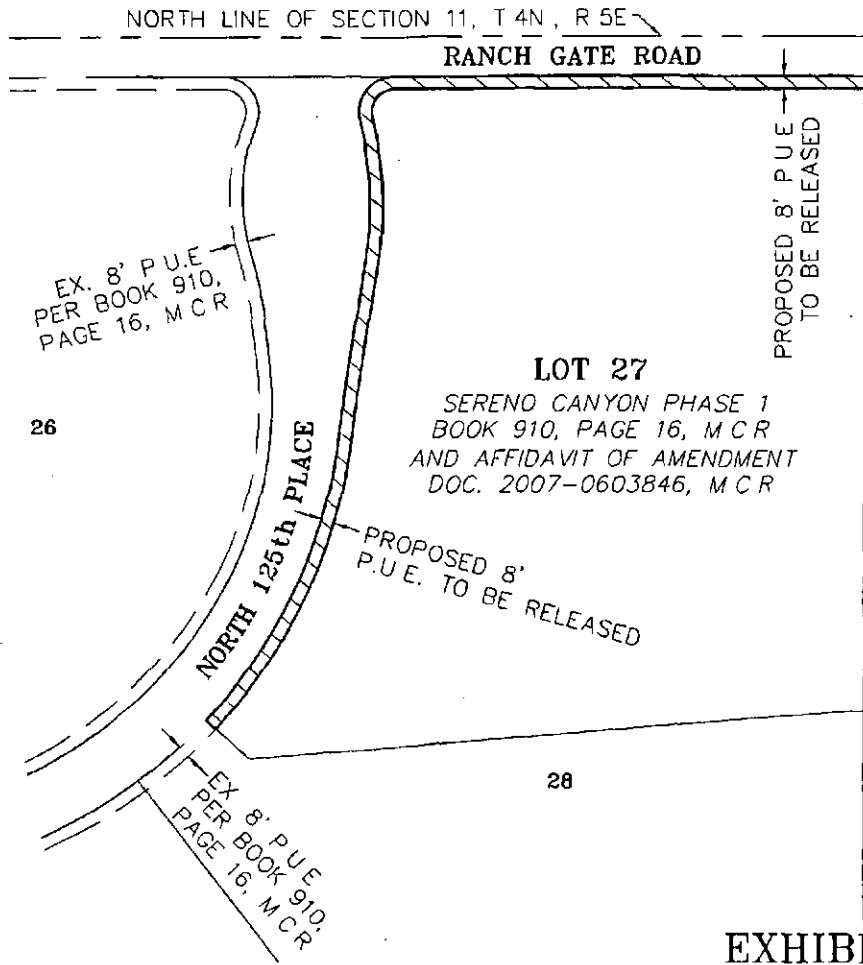 NORTH LINE OF SECTION 11, T 4N, R 5E
RANCH GATE ROAD
PROPOSED 8' P U E
TO BE RELEASED
EX. 8' P U.E
PER BOOK 910,
PAGE 16, M C R
26
LOT 27
SERENO CANYON PHASE 1
BOOK 910, PAGE 16, M C R
AND AFFIDAVIT OF AMENDMENT
DOC. 2007-0603846, M C R
NORTH 125th PLACE
PROPOSED 8'
P.U.E. TO BE RELEASED
28
EX 8' P U E
PER BOOK 910,
PAGE 16, M C R